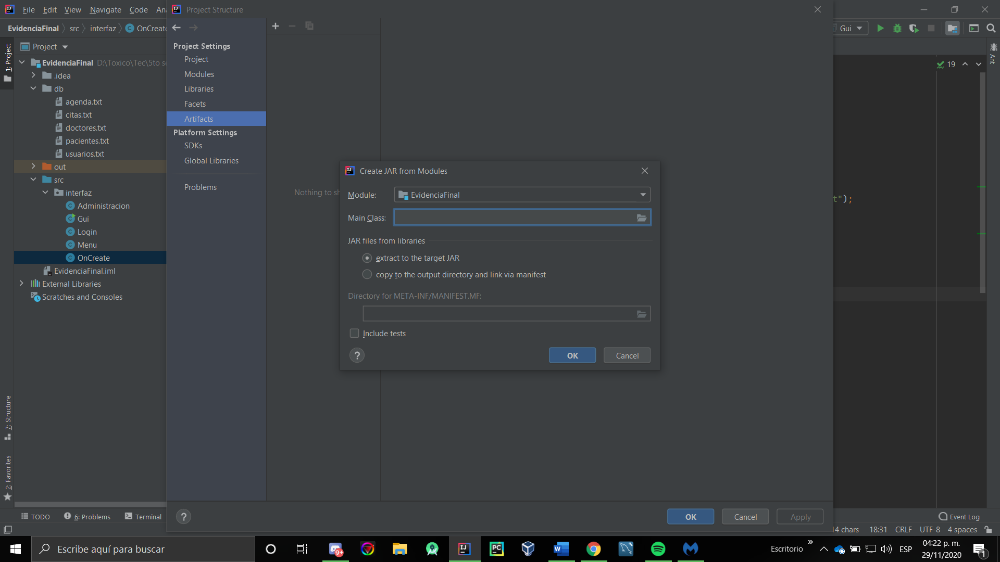 File Edit View Navigate Code Project Structure
EvidenciaFinal src interfaz Gui
Project
1: Project
EvidenciaFinal D:\Toxico\Tec\5to
.idea
db
agenda.txt
citas.txt
doctores.txt
pacientes.txt
usuarios.txt
out
src
interfaz
Administracion
Gui
Login
Menu
OnCreate
EvidenciaFinal.iml
External Libraries
Scratches and Consoles
7: Structure
2: Favorites
Project Settings
Project
Modules
Libraries
Facets
Artifacts
Platform Settings
SDKs
Global Libraries
Problems
Nothing to
Create JAR from Modules
Module: EvidenciaFinal
Main Class:
JAR files from libraries
extract to the target JAR
copy to the output directory and link via manifest
Directory for META-INF/MANIFEST.MF:
Include tests
? OK Cancel
19
t");
Ant
? OK Cancel Apply
TODO 6: Problems Terminal Event Log
14 chars 18:31 CRLF UTF-8 4 spaces
Escribe aquí para buscar 9+ IJ PC Escritorio ESP 04:22 p. m.
29/11/2020 1